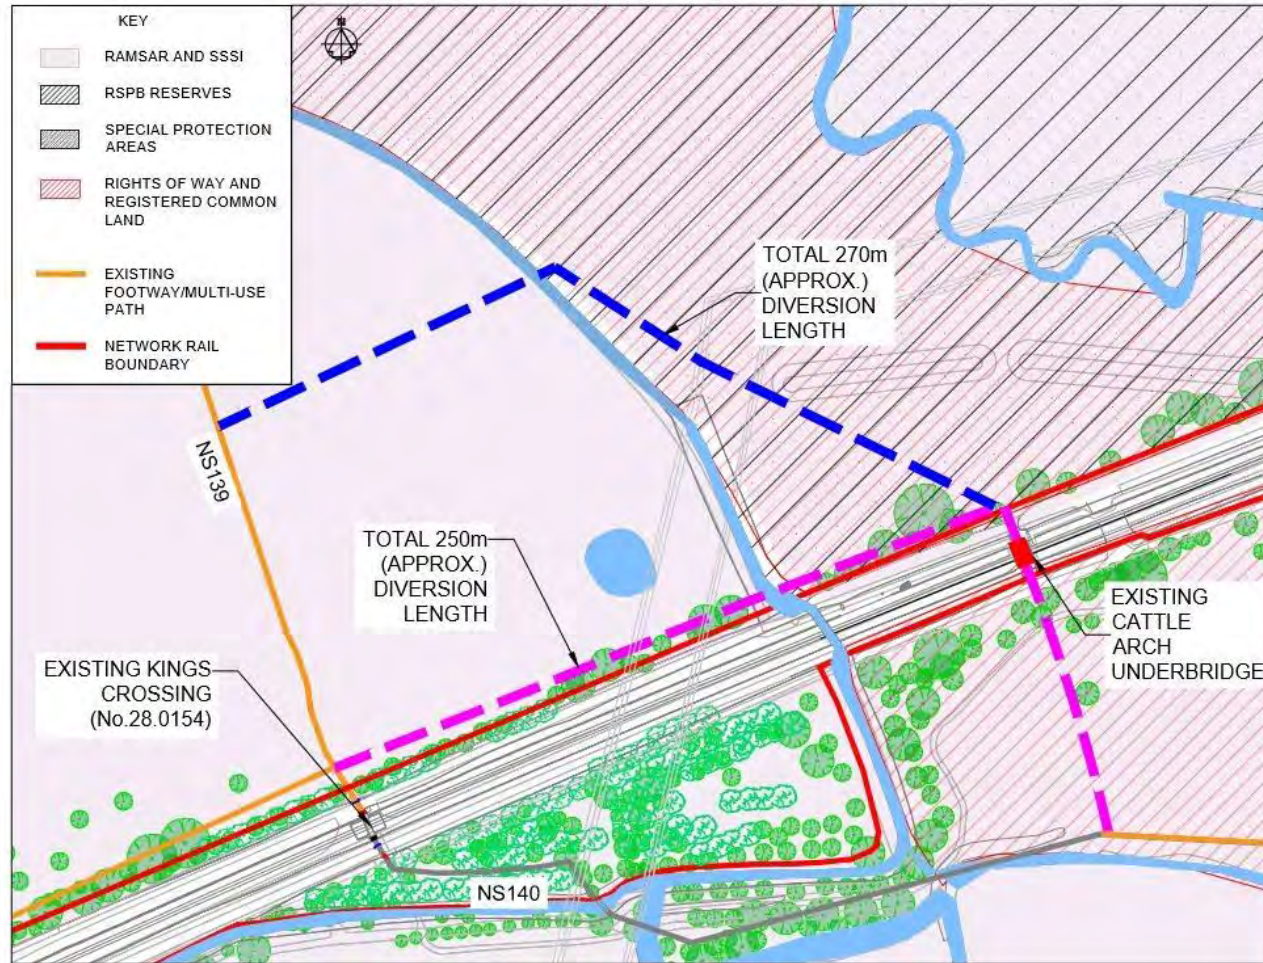 KEY
N
RAMSAR AND SSSI
RSPB RESERVES
SPECIAL PROTECTION
AREAS
RIGHTS OF WAY AND
REGISTERED COMMON
LAND
EXISTING
FOOTWAY/MULTI-USE
PATH
NETWORK RAIL
BOUNDARY
TOTAL 270m
(APPROX.)
DIVERSION
LENGTH
NS139
TOTAL 250m
(APPROX.)
DIVERSION
LENGTH
EXISTING KINGS
CROSSING
(No.28.0154)
EXISTING
CATTLE
ARCH
UNDERBRIDGE
NS140